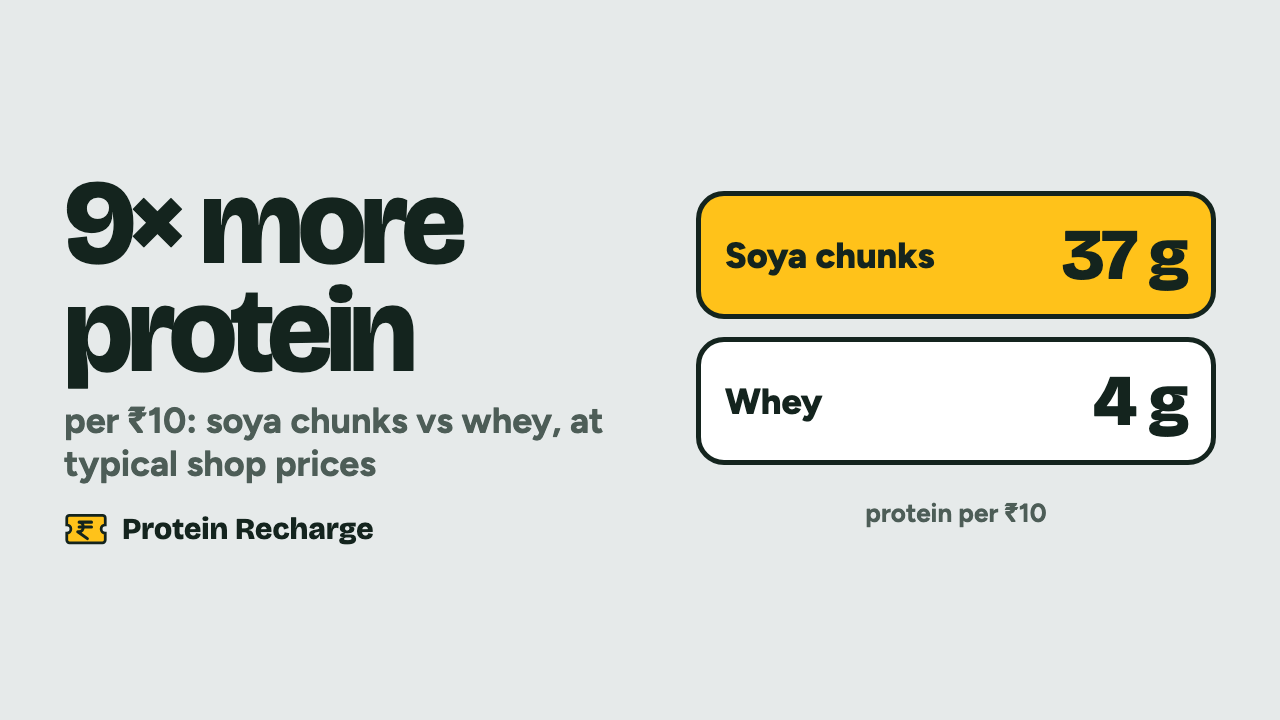 9× more
protein
per ₹10: soya chunks vs whey, at
typical shop prices
₹ Protein Recharge
Soya chunks 37 g
Whey 4 g
protein per ₹10